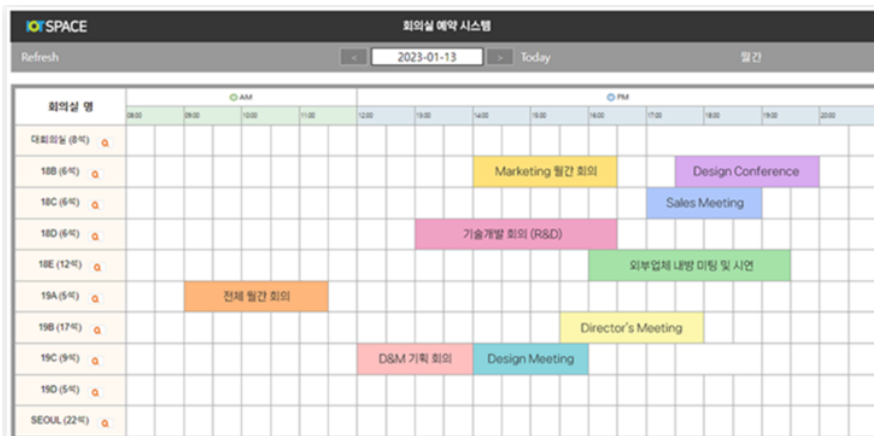 IOTSPACE
회의실 예약 시스템
Refresh < 2023-01-13 > Today 월간
회의실 명 AM PM
08:00 09:00 10:00 11:00 12:00 13:00 14:00 15:00 16:00 17:00 18:00 19:00 20:00
대회의실 (8석)
18B (6석) Marketing 월간 회의 Design Conference
18C (6석) Sales Meeting
18D (6석) 기술개발 회의 (R&D)
18E (12석) 외부업체 내방 미팅 및 시연
19A (5석) 전체 월간 회의
19B (17석) Director's Meeting
19C (9석) D&M 기획 회의 Design Meeting
19D (5석)
SEOUL (22석)